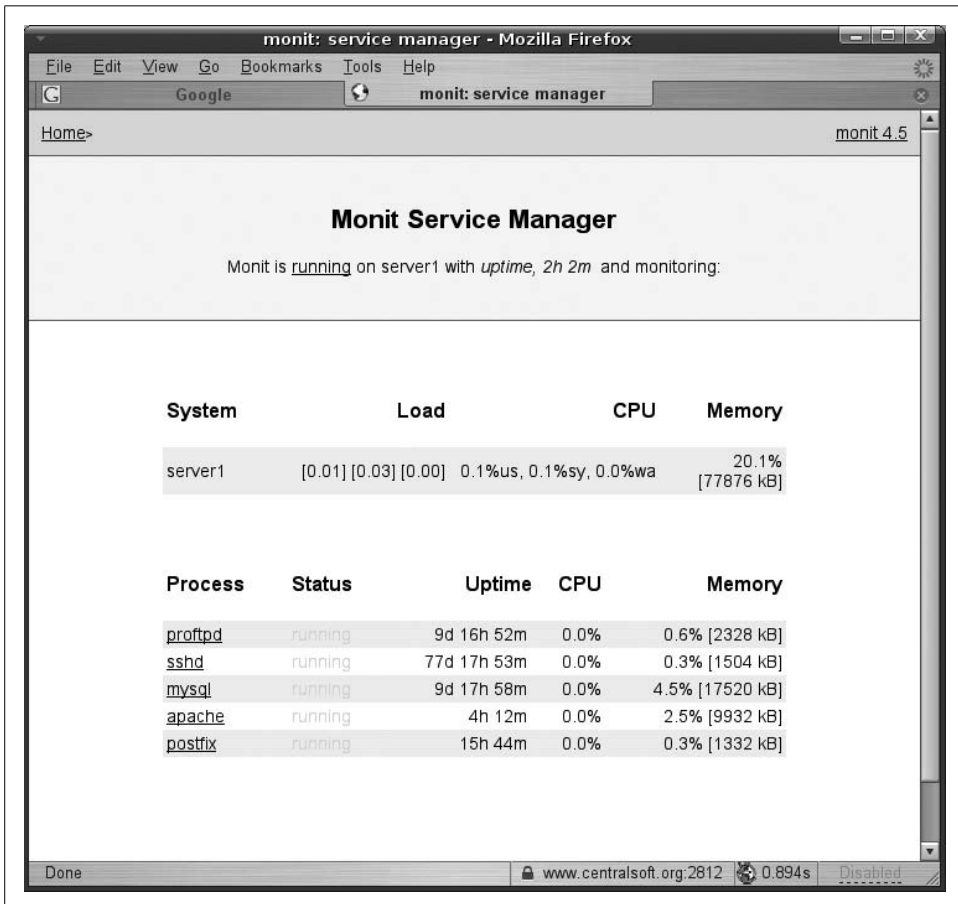 monit: service manager - Mozilla Firefox
File Edit View Go Bookmarks Tools Help
G Google monit: service manager
Home> monit 4.5
Monit Service Manager
Monit is running on server1 with uptime, 2h 2m and monitoring:
System Load CPU Memory
server1 [0.01] [0.03] [0.00] 0.1%us, 0.1%sy, 0.0%wa 20.1%
[77876 kB]
Process Status Uptime CPU Memory
proftpd running 9d 16h 52m 0.0% 0.6% [2328 kB]
sshd running 77d 17h 53m 0.0% 0.3% [1504 kB]
mysql running 9d 17h 58m 0.0% 4.5% [17520 kB]
apache running 4h 12m 0.0% 2.5% [9932 kB]
postfix running 15h 44m 0.0% 0.3% [1332 kB]
Done www.centralsoft.org:2812 0.894s Disabled